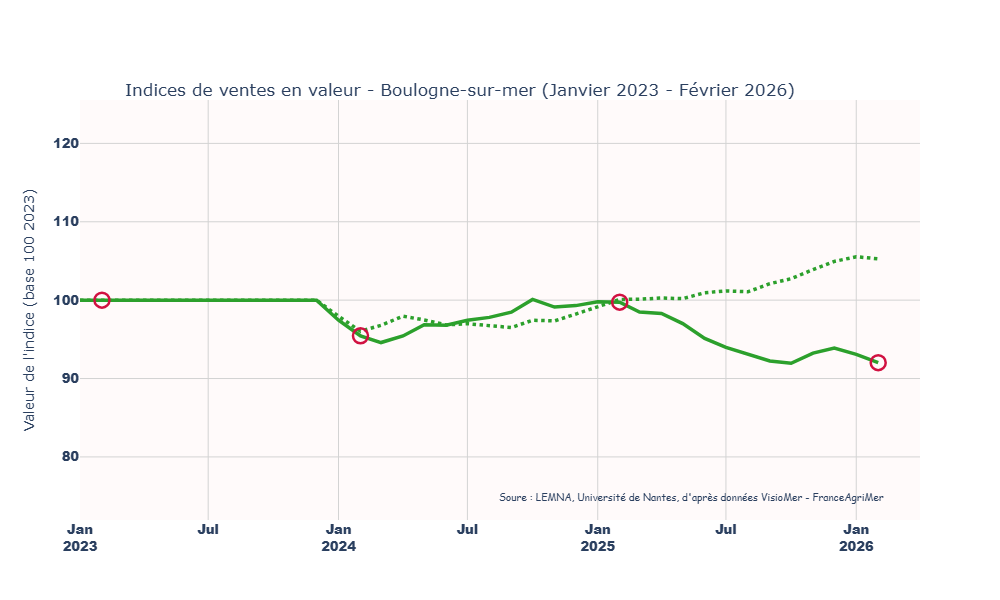 Indices de ventes en valeur - Boulogne-sur-mer (Janvier 2023 - Février 2026)
Valeur de l'Indice (base 100 2023)
120
110
100
90
80
Soure : LEMNA, Université de Nantes, d'après données VisioMer - FranceAgriMer
Jan Jul Jan Jul Jan Jul Jan
2023 2024 2025 2026